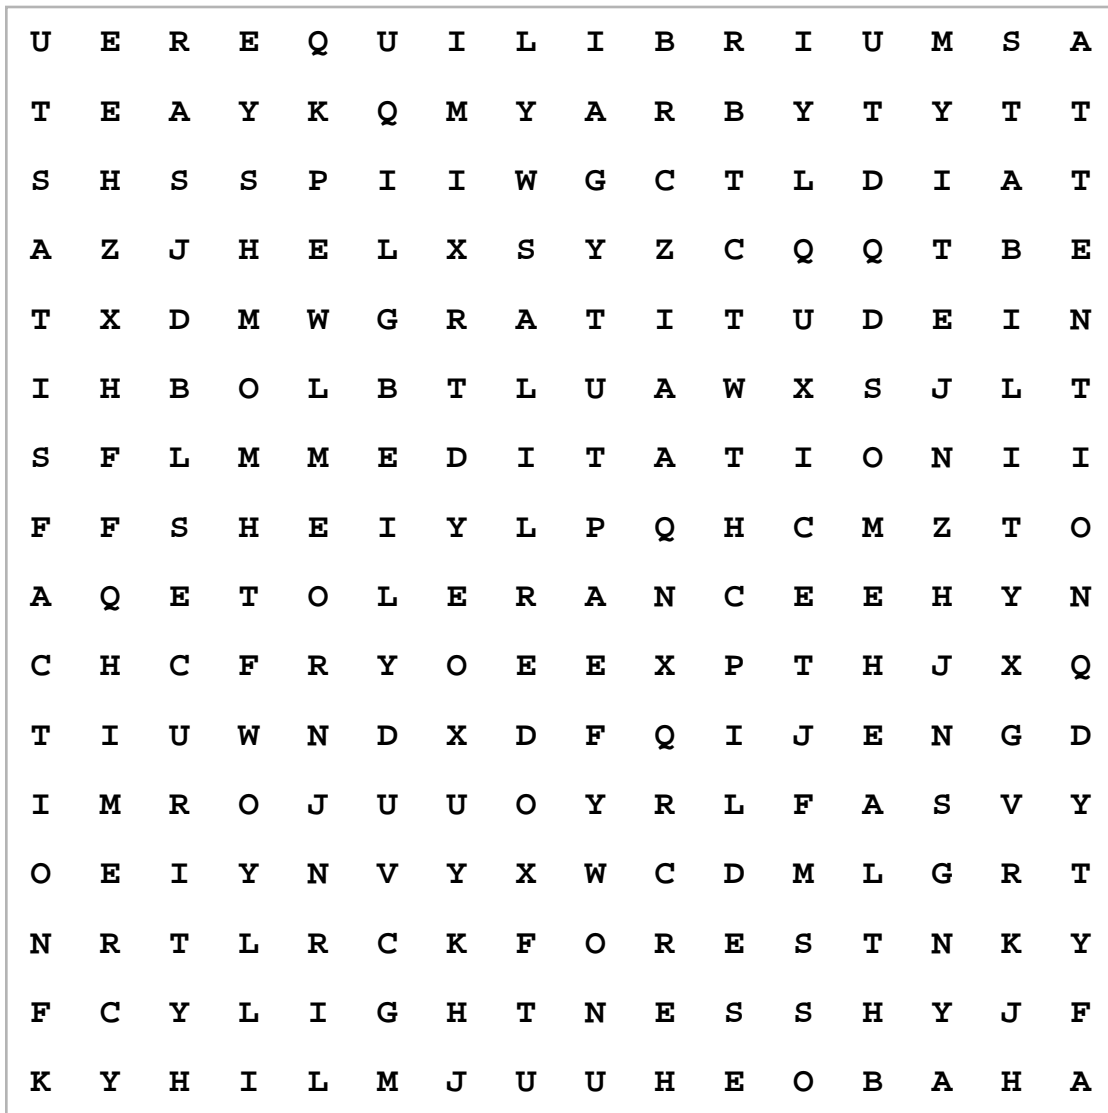 U E R E Q U I L I B R I U M S A
T E A Y K Q M Y A R B Y T Y T T
S H S S P I I W G C T L D I A T
A Z J H E L X S Y Z C Q Q T B E
T X D M W G R A T I T U D E I N
I H B O L B T L U A W X S J L T
S F L M M E D I T A T I O N I I
F F S H E I Y L P Q H C M Z T O
A Q E T O L E R A N C E E H Y N
C H C F R Y O E E X P T H J X Q
T I U W N D X D F Q I J E N G D
I M R O J U U O Y R L F A S V Y
O E I Y N V Y X W C D M L G R T
N R T L R C K F O R E S T N K Y
F C Y L I G H T N E S S H Y J F
K Y H I L M J U U H E O B A H A